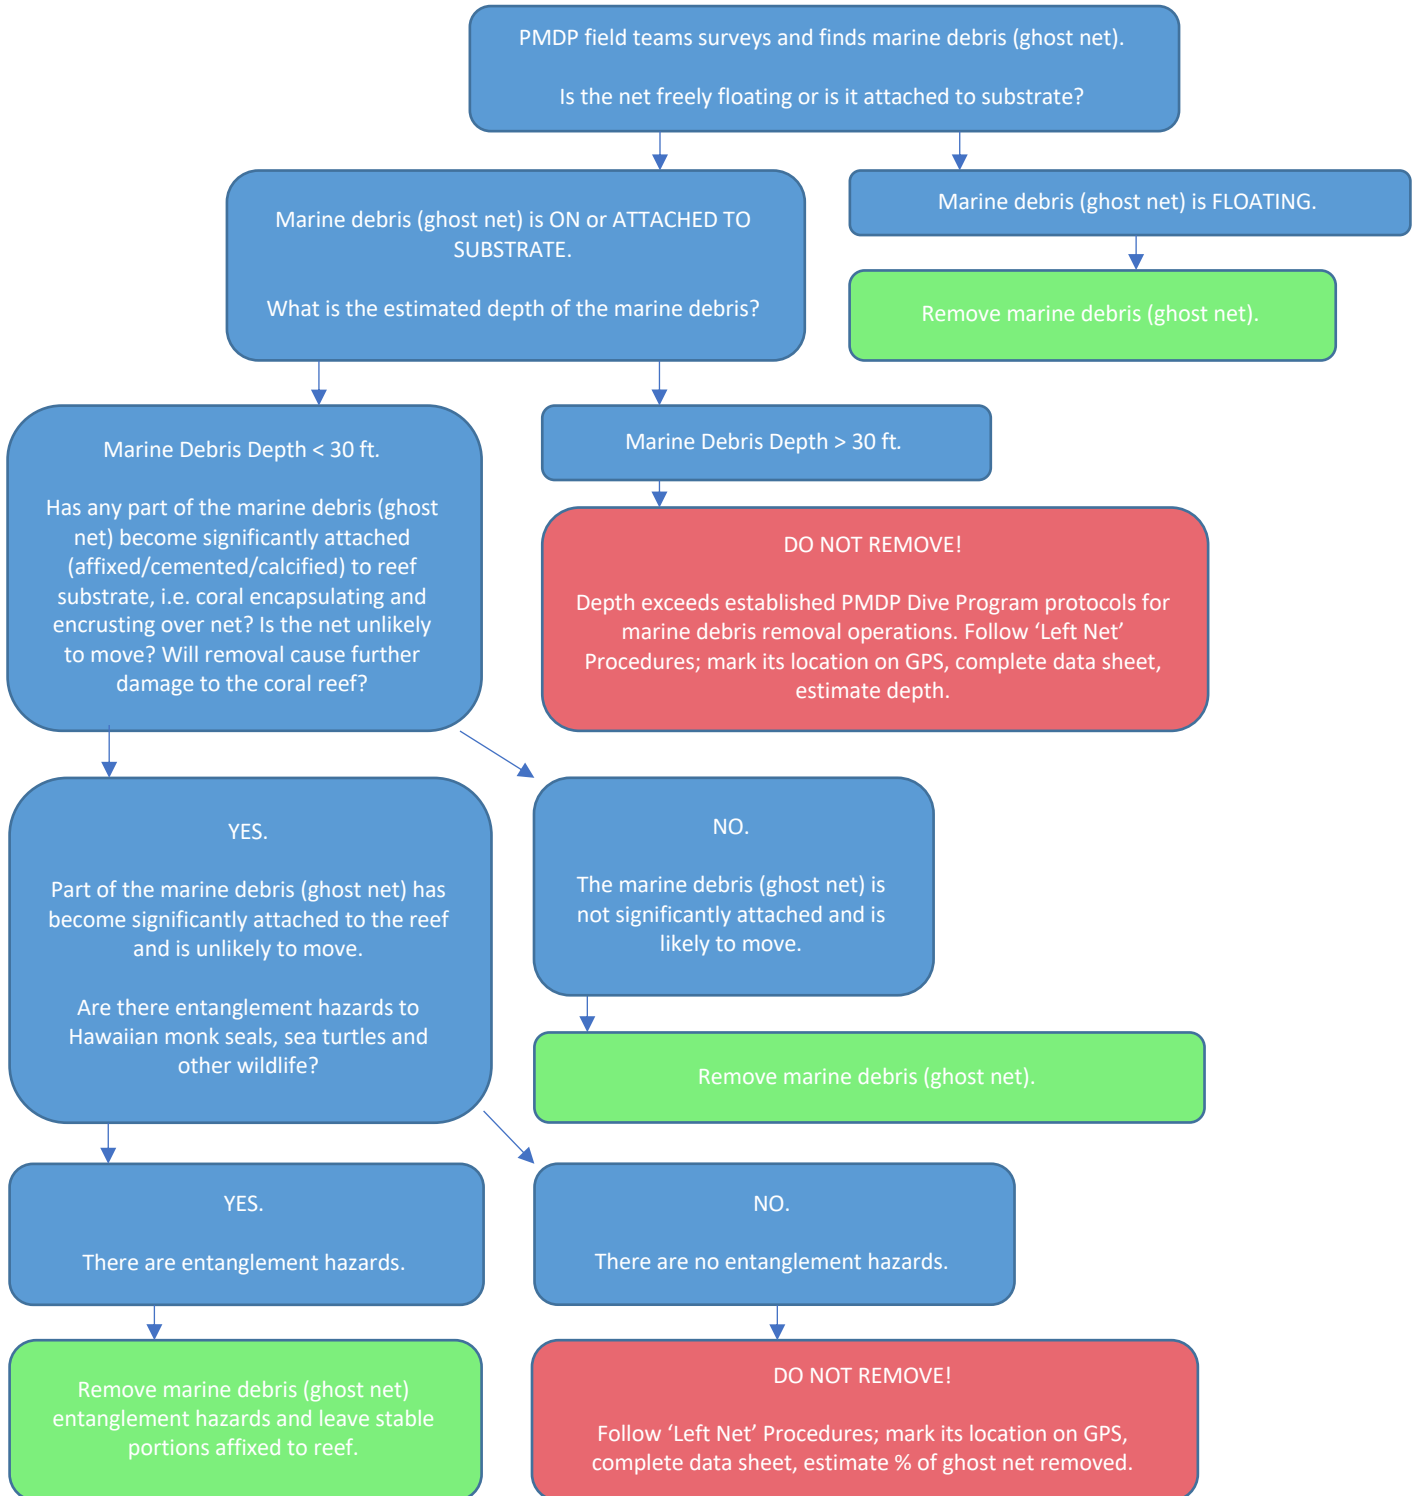 PMDP field teams surveys and finds marine debris (ghost net).
Is the net freely floating or is it attached to substrate?
Marine debris (ghost net) is ON or ATTACHED TO
SUBSTRATE.
What is the estimated depth of the marine debris?
Marine debris (ghost net) is FLOATING.
Remove marine debris (ghost net).
Marine Debris Depth < 30 ft.
Has any part of the marine debris (ghost
net) become significantly attached
(affixed/cemented/calcified) to reef
substrate, i.e. coral encapsulating and
encrusting over net? Is the net unlikely
to move? Will removal cause further
damage to the coral reef?
Marine Debris Depth > 30 ft.
DO NOT REMOVE!
Depth exceeds established PMDP Dive Program protocols for
marine debris removal operations. Follow ‘Left Net’
Procedures; mark its location on GPS, complete data sheet,
estimate depth.
YES.
Part of the marine debris (ghost net) has
become significantly attached to the reef
and is unlikely to move.
Are there entanglement hazards to
Hawaiian monk seals, sea turtles and
other wildlife?
NO.
The marine debris (ghost net) is
not significantly attached and is
likely to move.
Remove marine debris (ghost net).
YES.
There are entanglement hazards.
NO.
There are no entanglement hazards.
Remove marine debris (ghost net)
entanglement hazards and leave stable
portions affixed to reef.
DO NOT REMOVE!
Follow ‘Left Net’ Procedures; mark its location on GPS,
complete data sheet, estimate % of ghost net removed.